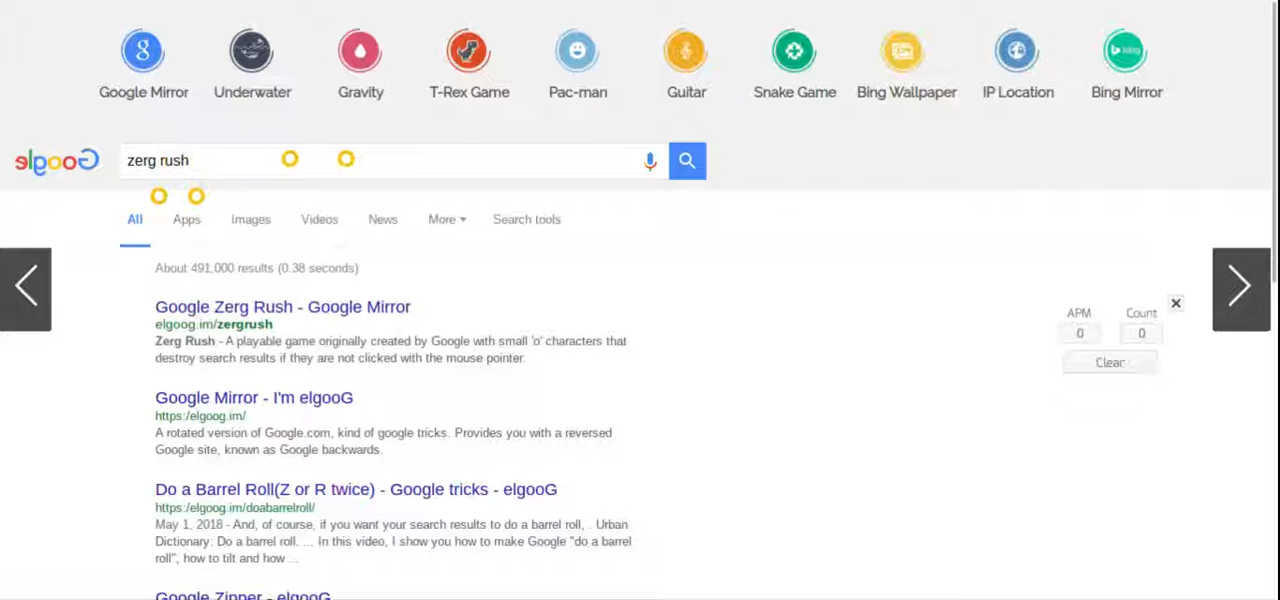 8 bing
Google Mirror Underwater Gravity T-Rex Game Pac-man Guitar Snake Game Bing Wallpaper IP Location Bing Mirror
Google zerg rush
All Apps Images Videos News More Search tools
About 491,000 results (0.38 seconds)
Google Zerg Rush - Google Mirror
elgoog.im/zergrush
Zerg Rush - A playable game originally created by Google with small 'o' characters that
destroy search results if they are not clicked with the mouse pointer.
APM Count
0 0
Clear
Google Mirror - I'm elgooG
https:/elgoog.im/
A rotated version of Google.com, kind of google tricks. Provides you with a reversed
Google site, known as Google backwards.
Do a Barrel Roll(Z or R twice) - Google tricks - elgooG
https:/elgoog.im/doabarrelroll/
May 1, 2018 - And, of course, if you want your search results to do a barrel roll, . Urban
Dictionary: Do a barrel roll. ... In this video, I show you how to make Google "do a barrel
roll", how to tilt and how ...
Google Zipper - elgooG